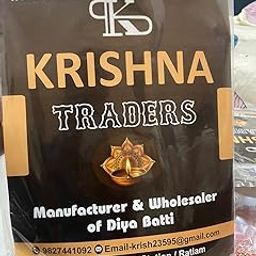 KRISHNA
TRADERS
Manufacturer & Wholesaler
of Diya Batti
9827441092 Email-krish23595@gmail.com
/ Ratlam